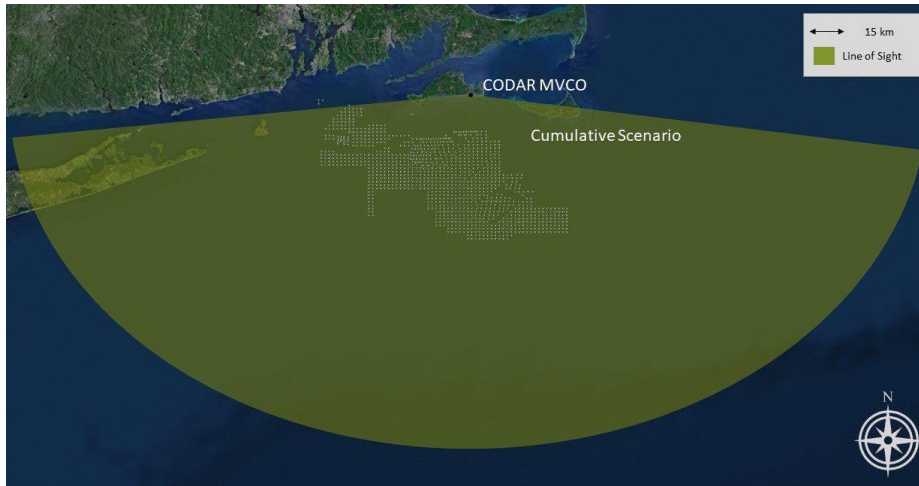 15 km
Line of Sight
CODAR MVCO
Cumulative Scenario
N